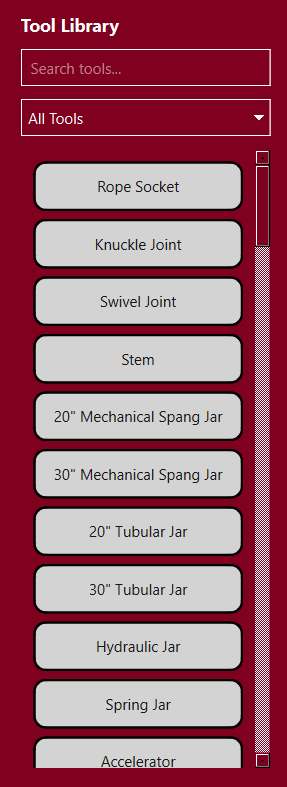 Tool Library
Search tools...
All Tools
Rope Socket
Knuckle Joint
Swivel Joint
Stem
20" Mechanical Spang Jar
30" Mechanical Spang Jar
20" Tubular Jar
30" Tubular Jar
Hydraulic Jar
Spring Jar
Accelerator